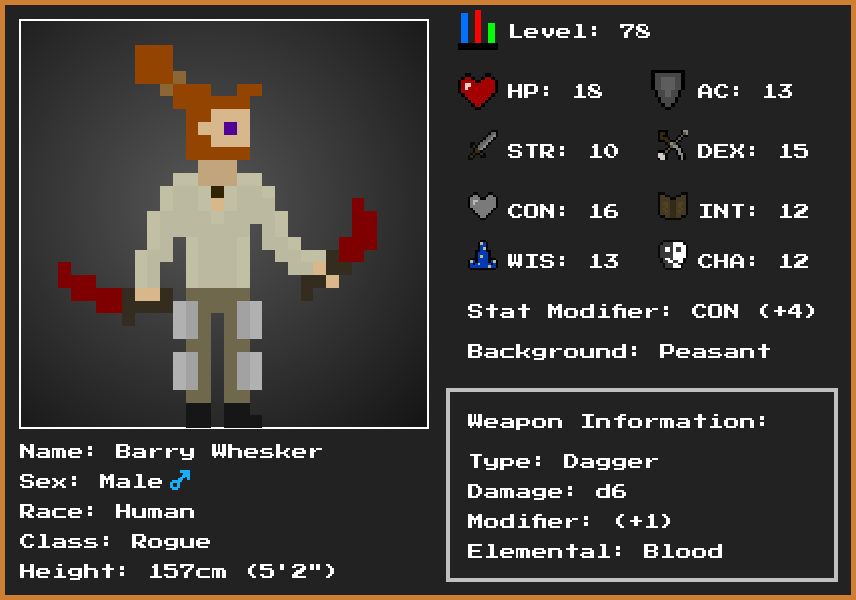 Level: 78
HP: 18
AC: 13
STR: 10
DEX: 15
CON: 16
INT: 12
WIS: 13
CHA: 12
Stat Modifier: CON (+4)
Background: Peasant
Name: Barry Whesker
Sex: Male♂
Race: Human
Class: Rogue
Height: 157cm (5'2")
Weapon Information:
Type: Dagger
Damage: d6
Modifier: (+1)
Elemental: Blood